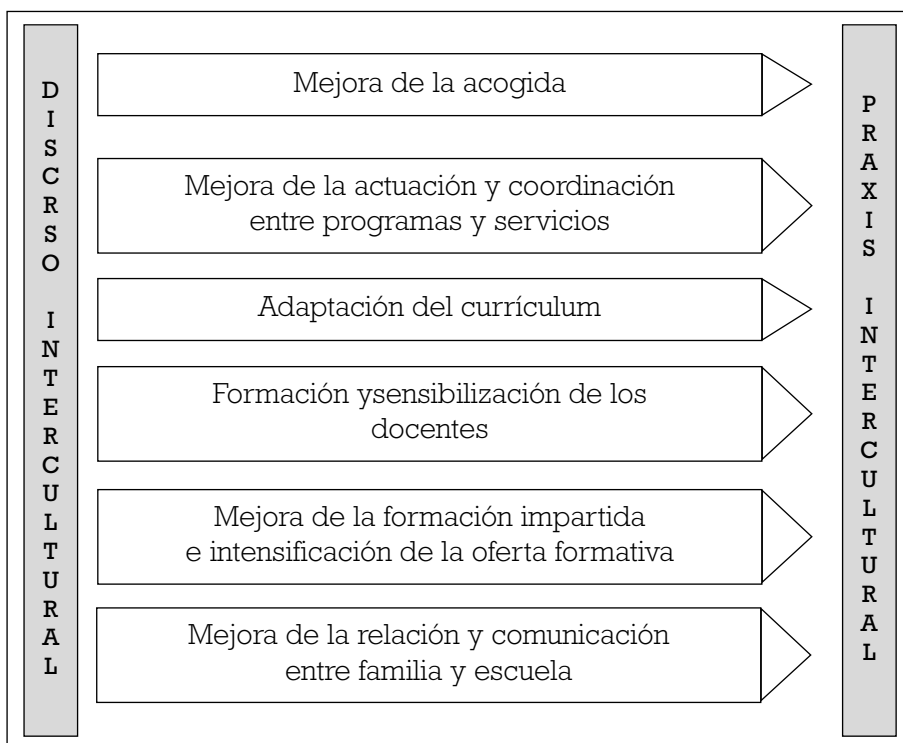 DISCRSO INTERCULTURAL
Mejora de la acogida
Mejora de la actuación y coordinación
entre programas y servicios
Adaptación del currículum
Formación ysensibilización de los
docentes
Mejora de la formación impartida
e intensificación de la oferta formativa
Mejora de la relación y comunicación
entre familia y escuela
PRAXIS INTERCULTURAL